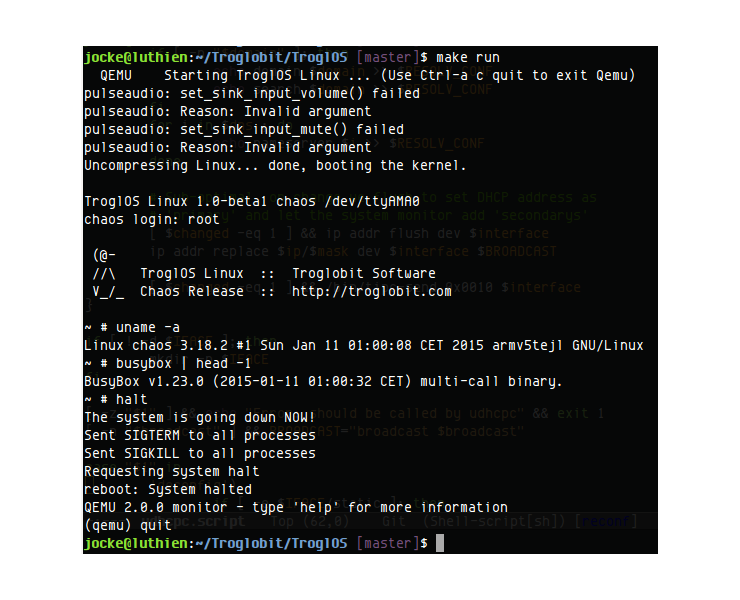 jocke@luthien:~/Troglobit/TroglOS [master]$ make run
  QEMU    Starting TroglOS Linux ... (Use Ctrl-a c quit to exit Qemu)
pulseaudio: set_sink_input_volume() failed
pulseaudio: Reason: Invalid argument
pulseaudio: set_sink_input_mute() failed
pulseaudio: Reason: Invalid argument
Uncompressing Linux... done, booting the kernel.

TroglOS Linux 1.0-beta1 chaos /dev/ttyAMA0
chaos login: root

 (@-
 //\   TroglOS Linux  ::  Troglobit Software
 V_/_  Chaos Release  ::  http://troglobit.com

~ # uname -a
Linux chaos 3.18.2 #1 Sun Jan 11 01:00:08 CET 2015 armv5tejl GNU/Linux
~ # busybox | head -1
BusyBox v1.23.0 (2015-01-11 01:00:32 CET) multi-call binary.
~ # halt
The system is going down NOW!
Sent SIGTERM to all processes
Sent SIGKILL to all processes
Requesting system halt
reboot: System halted
QEMU 2.0.0 monitor - type 'help' for more information
(qemu) quit
jocke@luthien:~/Troglobit/TroglOS [master]$